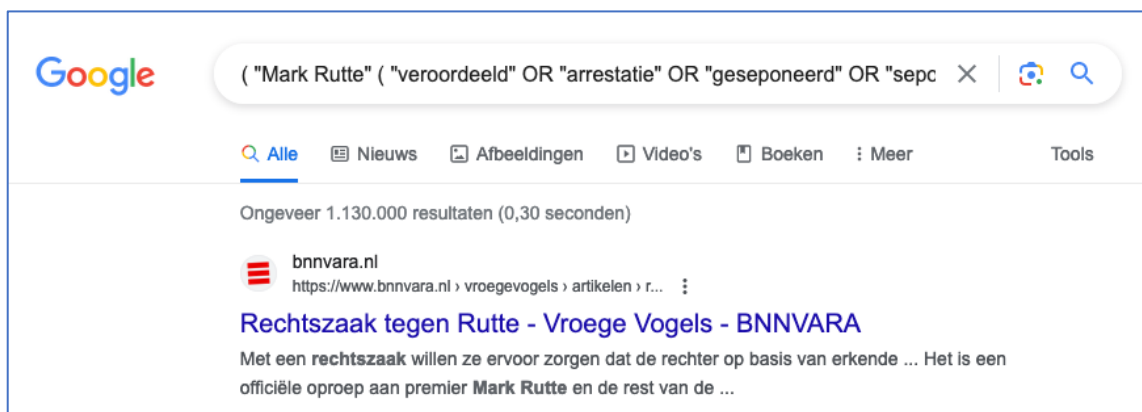 Google
( "Mark Rutte" ( "veroordeeld" OR "arrestatie" OR "geseponeerd" OR "sepo
Alle Nieuws Afbeeldingen Video's Boeken Meer Tools
Ongeveer 1.130.000 resultaten (0,30 seconden)
bnnvara.nl
https://www.bnnvara.nl › vroegevogels › artikelen › r...
Rechtszaak tegen Rutte - Vroege Vogels - BNNVARA
Met een rechtszaak willen ze ervoor zorgen dat de rechter op basis van erkende ... Het is een
officiële oproep aan premier Mark Rutte en de rest van de ...